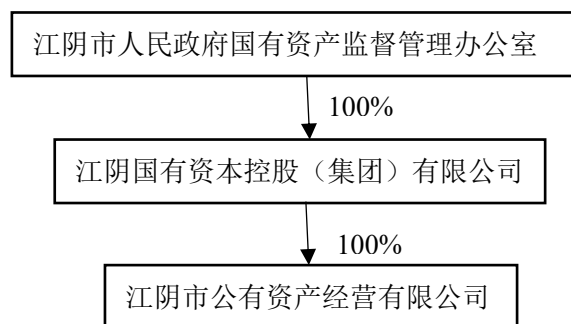 江阴市人民政府国有资产监督管理办公室
100%
江阴国有资本控股（集团）有限公司
100%
江阴市公有资产经营有限公司